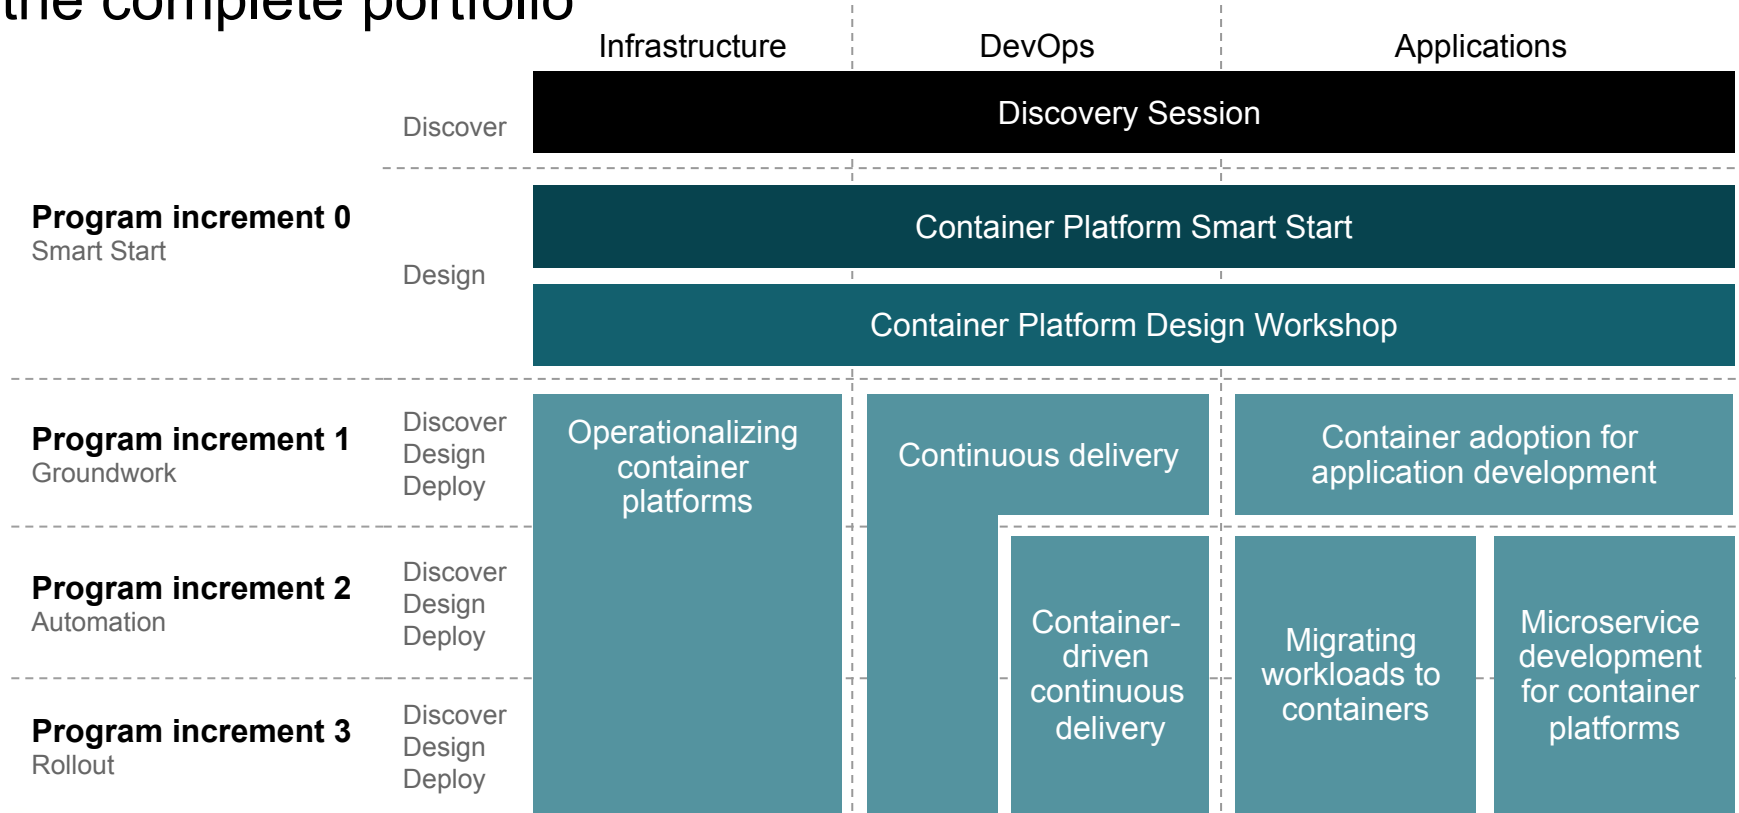 the complete portfolio
Infrastructure
DevOps
Applications
Discover
Discovery Session
Program increment 0
Smart Start
Design
Container Platform Smart Start
Container Platform Design Workshop
Program increment 1
Groundwork
Discover
Design
Deploy
Operationalizing
container
platforms
Continuous delivery
Container adoption for
application development
Program increment 2
Automation
Discover
Design
Deploy
Container-
driven
continuous
delivery
Migrating
workloads to
containers
Microservice
development
for container
platforms
Program increment 3
Rollout
Discover
Design
Deploy